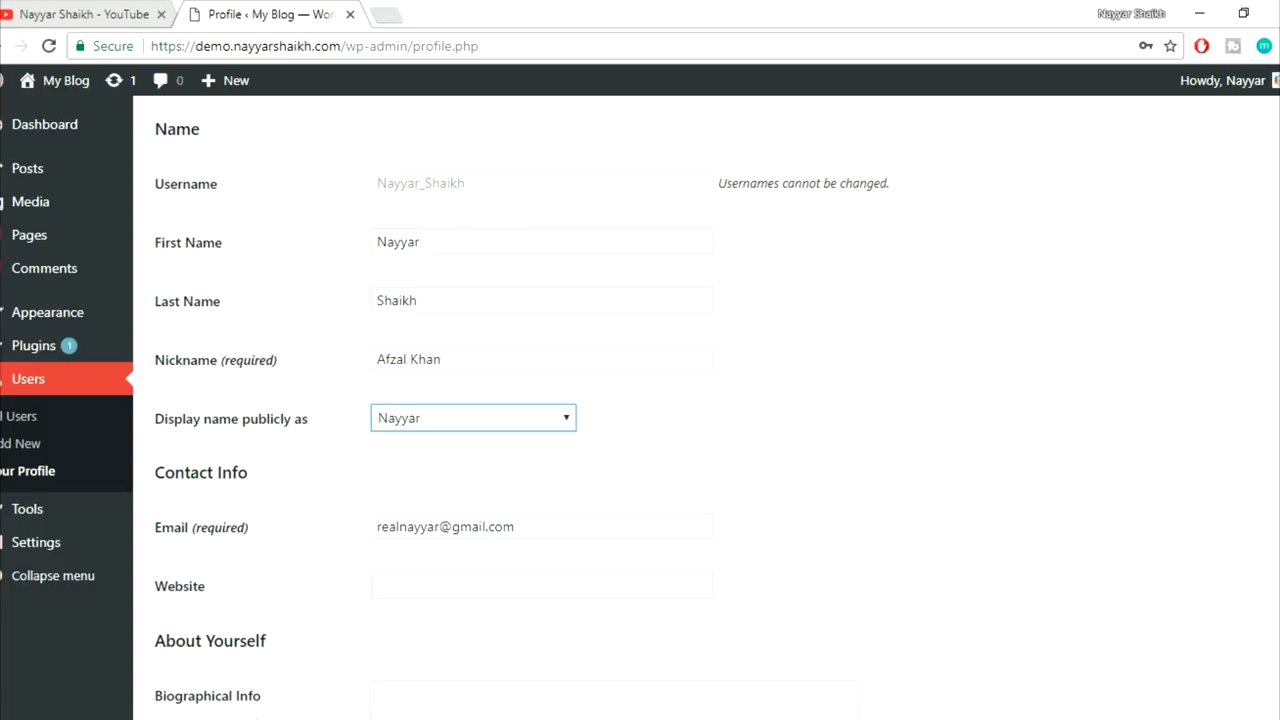 Nayyar Shaikh - YouTube
Profile ‹ My Blog — Wor
Nayyar Shaikh
Secure https://demo.nayyarshaikh.com/wp-admin/profile.php
My Blog 1 0 New Howdy, Nayyar
Dashboard
Posts
Media
Pages
Comments
Appearance
Plugins 1
Users
l Users
dd New
our Profile
Tools
Settings
Collapse menu
Name
Username Nayyar_Shaikh Usernames cannot be changed.
First Name Nayyar
Last Name Shaikh
Nickname (required) Afzal Khan
Display name publicly as Nayyar
Contact Info
Email (required) realnayyar@gmail.com
Website
About Yourself
Biographical Info